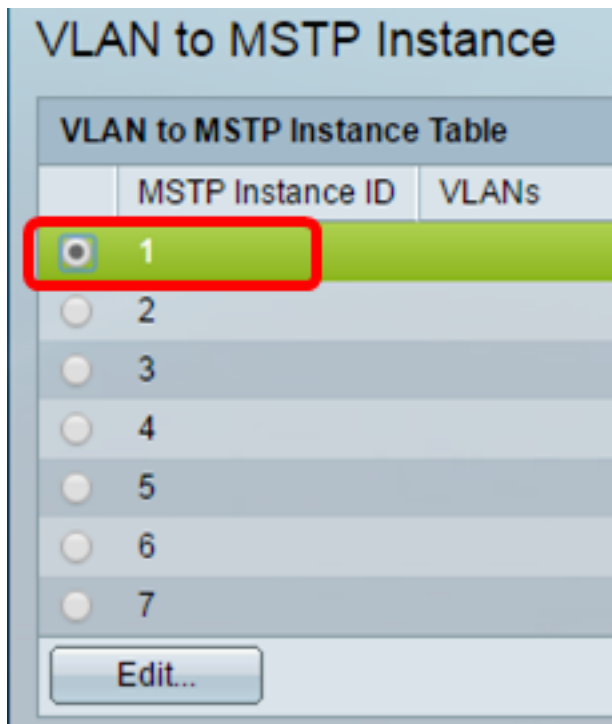 VLAN to MSTP Instance
VLAN to MSTP Instance Table
MSTP Instance ID VLANs
1
2
3
4
5
6
7
Edit...